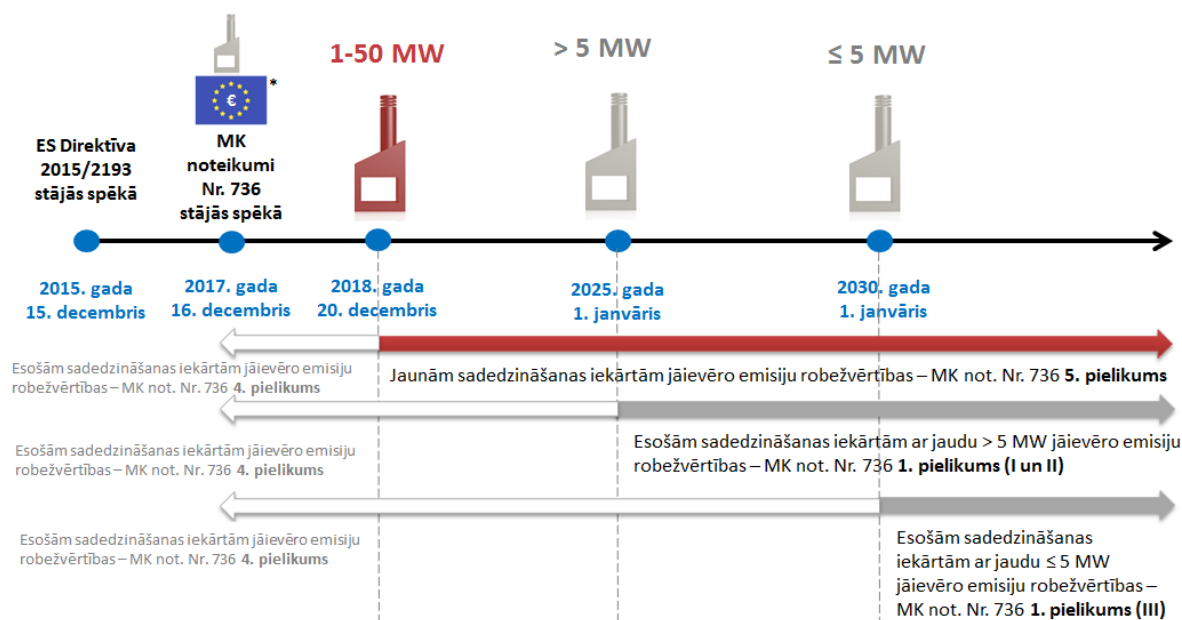 1-50 MW
> 5 MW
≤ 5 MW
€
*
ES Direktīva
2015/2193
stājās spēkā
MK
noteikumi
Nr. 736
stājās spēkā
2015. gada
15. decembris
2017. gada
16. decembris
2018. gada
20. decembris
2025. gada
1. janvāris
2030. gada
1. janvāris
Esošām sadedzināšanas iekārtām jāievēro emisiju
robežvērtības – MK not. Nr. 736 4. pielikums
Jaunām sadedzināšanas iekārtām jāievēro emisiju robežvērtības – MK not. Nr. 736 5. pielikums
Esošām sadedzināšanas iekārtām jāievēro emisiju
robežvērtības – MK not. Nr. 736 4. pielikums
Esošām sadedzināšanas iekārtām ar jaudu > 5 MW jāievēro emisiju
robežvērtības – MK not. Nr. 736 1. pielikums (I un II)
Esošām sadedzināšanas iekārtām jāievēro emisiju
robežvērtības – MK not. Nr. 736 4. pielikums
Esošām sadedzināšanas
iekārtām ar jaudu ≤ 5 MW
jāievēro emisiju robežvērtības –
MK not. Nr. 736 1. pielikums (III)